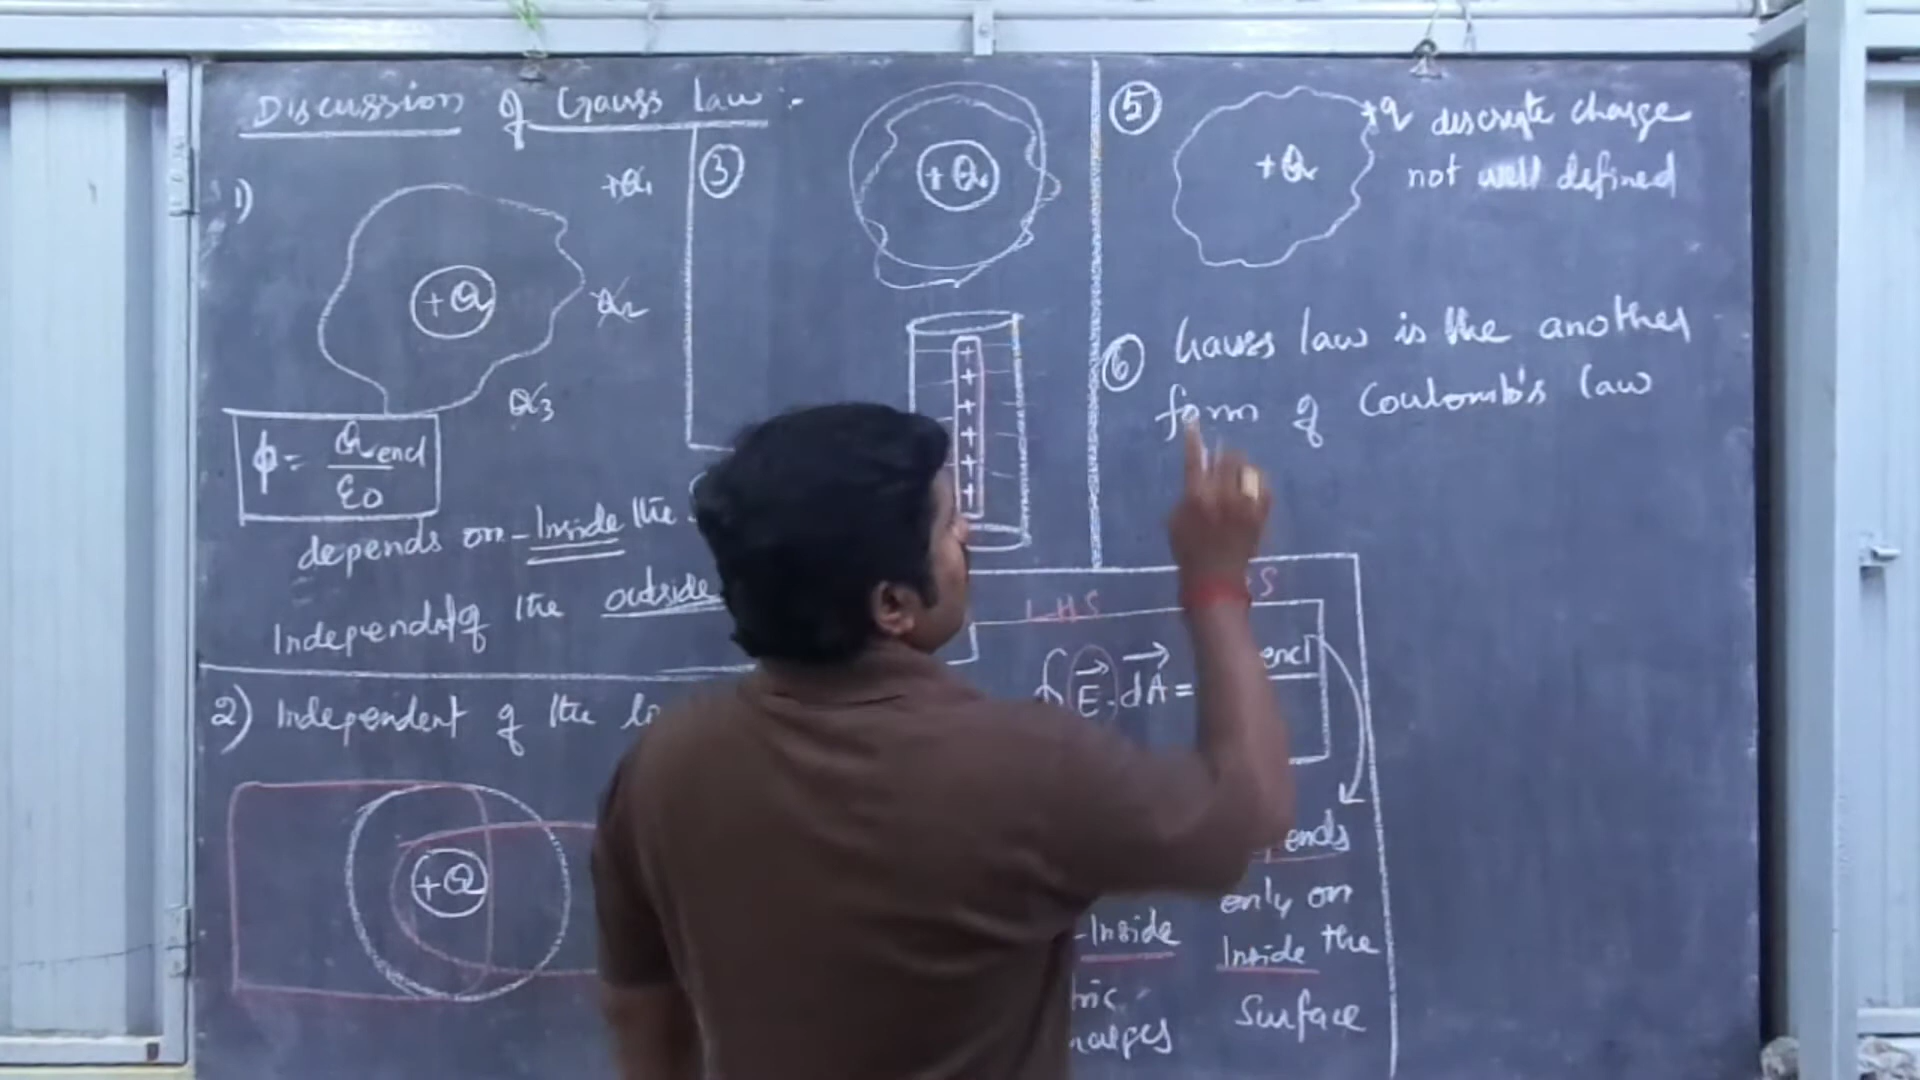 Discussion of Gauss law :-
1)
+Q1
+Q
Q2
Q3
ϕ = Qencl / ε0
depends on - Inside the
Independent of the outside
2) Independent of the
+Q
③
+Q
+
+
+
+
+
+
⑤
+Q
+q discrete charge
not well defined
⑥ Gauss law is the another
form of Coulomb's law
LHS
S
∮ E⃗ . dA⃗ =
encl
ends
only on
Inside the
Surface
- Inside